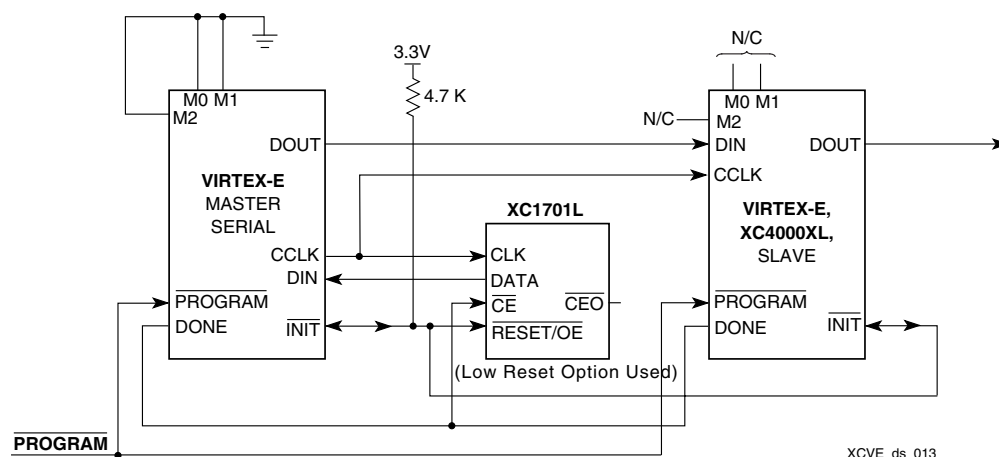 N/C
3.3V
4.7 K
M0 M1
M2
DOUT
VIRTEX-E
MASTER
SERIAL
CCLK
DIN
PROGRAM
DONE
INIT
XC1701L
CLK
DATA
CE
CEO
RESET/OE
(Low Reset Option Used)
M0 M1
N/C
M2
DIN
DOUT
CCLK
VIRTEX-E,
XC4000XL,
SLAVE
PROGRAM
DONE
INIT
PROGRAM
XCVE_ds_013